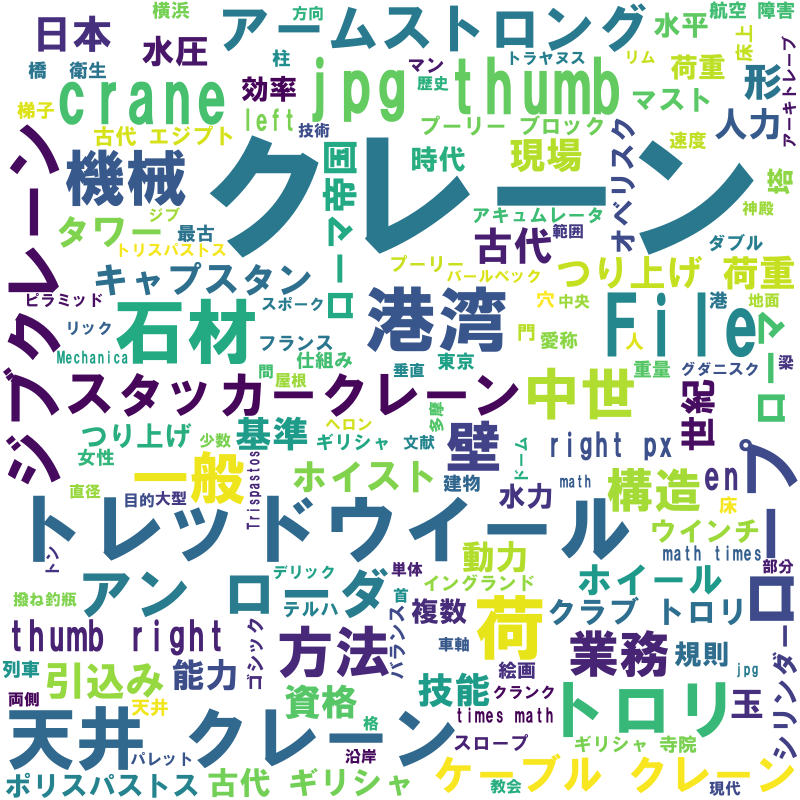 横浜
方向
アームストロング
水平
航空 障害
日本
水圧
柱
トラヤヌス
リム
床上
橋
衛生
マン
歴史
荷重
形
アーキトレーブ
crane
効率
jpg thumb
マスト
梯子
left
技術
プーリー ブロック
速度
人力
古代 エジプト
時代
現場
オベリスク
塔
クレーン
機械
ローマ帝国
ジブ
アキュムレータ
神殿
タワー
最古
古代
範囲
ダブル
トリスパストス
プーリー
バールベック
つり上げ 荷重
キャプスタン
ピラミッド
スポーク
港湾
穴
中央
港
地面
石材
リック
フランス
門
愛称
File
人
ローマ
Mechanica
仕組み
問
屋根
垂直
東京
重量
グダニスク
梁
ジブクレーン
スタッカークレーン
中世
世紀
多摩
つり上げ
少数
基準
ヘロン
ギリシャ
文献
壁
ドーム
right px
女性
一般
Trispastos
ホイスト
建物
水力
math
構造
en
ロープ
直径
目的
大型
床
トレッドウイール
ウインチ
math times
トン
動力
部分
アン ローダ
デリック
単体
イングランド
ホイール
撥ね釣瓶
テルハ
首
バランス
複数
荷
クラブ トロリ
thumb right
ゴシック
方法
車軸
業務
規則
シリンダー
列車
引込み
能力
絵画
jpg
両側
天井
資格
技能
クランク
トロリ
玉
天井 クレーン
格
times math
パレット
沿岸
スロープ
ギリシャ 寺院
ポリスパストス
古代 ギリシャ
ケーブル クレーン
教会
現代